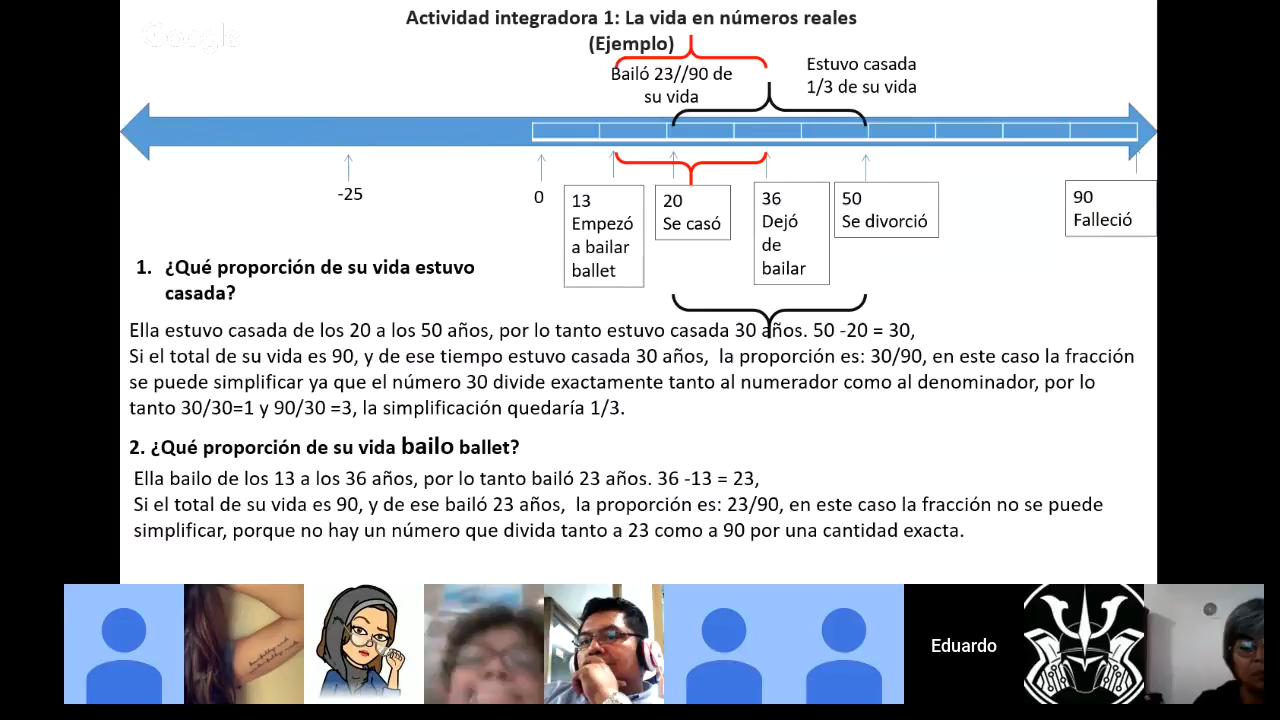 Google
Actividad integradora 1: La vida en números reales
(Ejemplo)
Bailó 23//90 de
su vida
Estuvo casada
1/3 de su vida
-25
0
13
Empezó
a bailar
ballet
20
Se casó
36
Dejó
de
bailar
50
Se divorció
90
Falleció
1. ¿Qué proporción de su vida estuvo
casada?
Ella estuvo casada de los 20 a los 50 años, por lo tanto estuvo casada 30 años. 50 -20 = 30,
Si el total de su vida es 90, y de ese tiempo estuvo casada 30 años, la proporción es: 30/90, en este caso la fracción
se puede simplificar ya que el número 30 divide exactamente tanto al numerador como al denominador, por lo
tanto 30/30=1 y 90/30 =3, la simplificación quedaría 1/3.
2. ¿Qué proporción de su vida bailo ballet?
Ella bailo de los 13 a los 36 años, por lo tanto bailó 23 años. 36 -13 = 23,
Si el total de su vida es 90, y de ese bailó 23 años, la proporción es: 23/90, en este caso la fracción no se puede
simplificar, porque no hay un número que divida tanto a 23 como a 90 por una cantidad exacta.
Eduardo